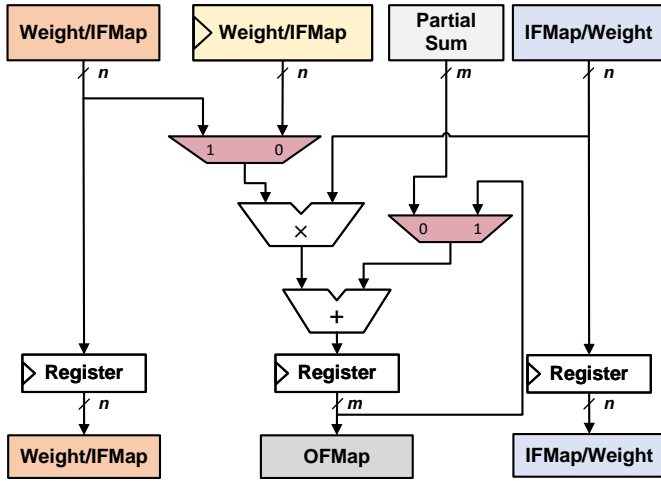 Weight/IFMap
Weight/IFMap
Partial
Sum
IFMap/Weight
n
n
m
n
1
0
×
0
1
+
Register
Register
Register
n
m
n
Weight/IFMap
OFMap
IFMap/Weight